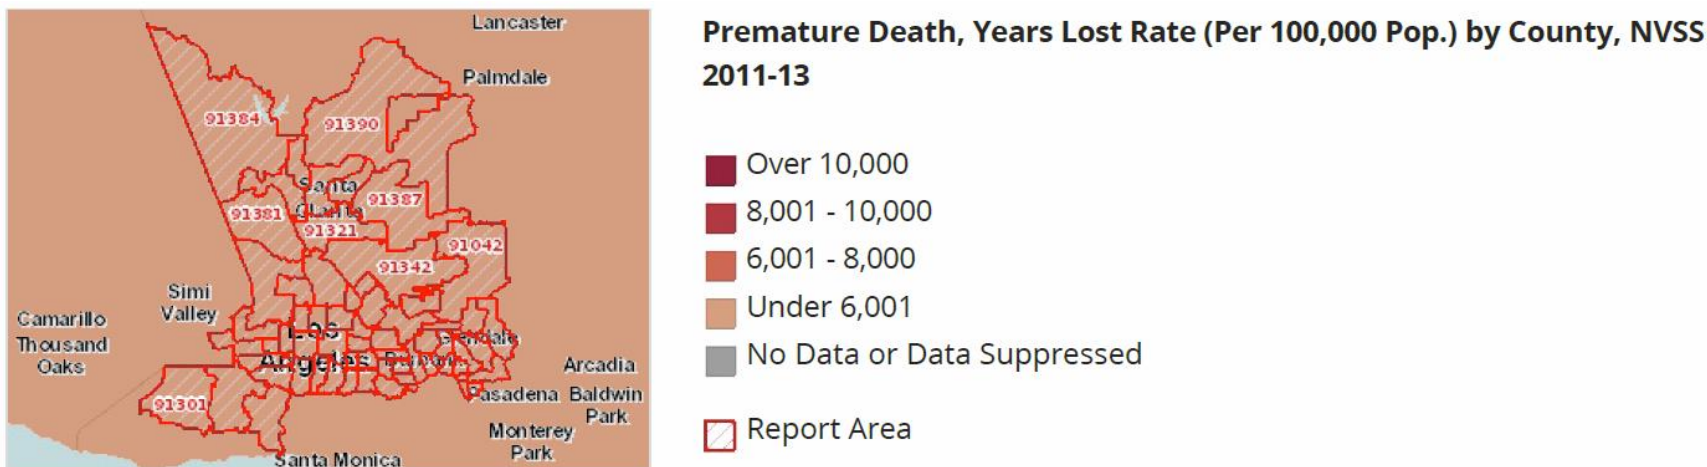 Lancaster
Palmdale
91384
91390
Santa
Clarita
91387
91381
91321
91042
91342
Simi
Valley
Camarillo
Thousand
Oaks
Los
Angeles
Burbank
Glendale
Arcadia
Pasadena
Baldwin
Park
91301
Monterey
Park
Santa Monica
Premature Death, Years Lost Rate (Per 100,000 Pop.) by County, NVSS
2011-13
Over 10,000
8,001 - 10,000
6,001 - 8,000
Under 6,001
No Data or Data Suppressed
Report Area